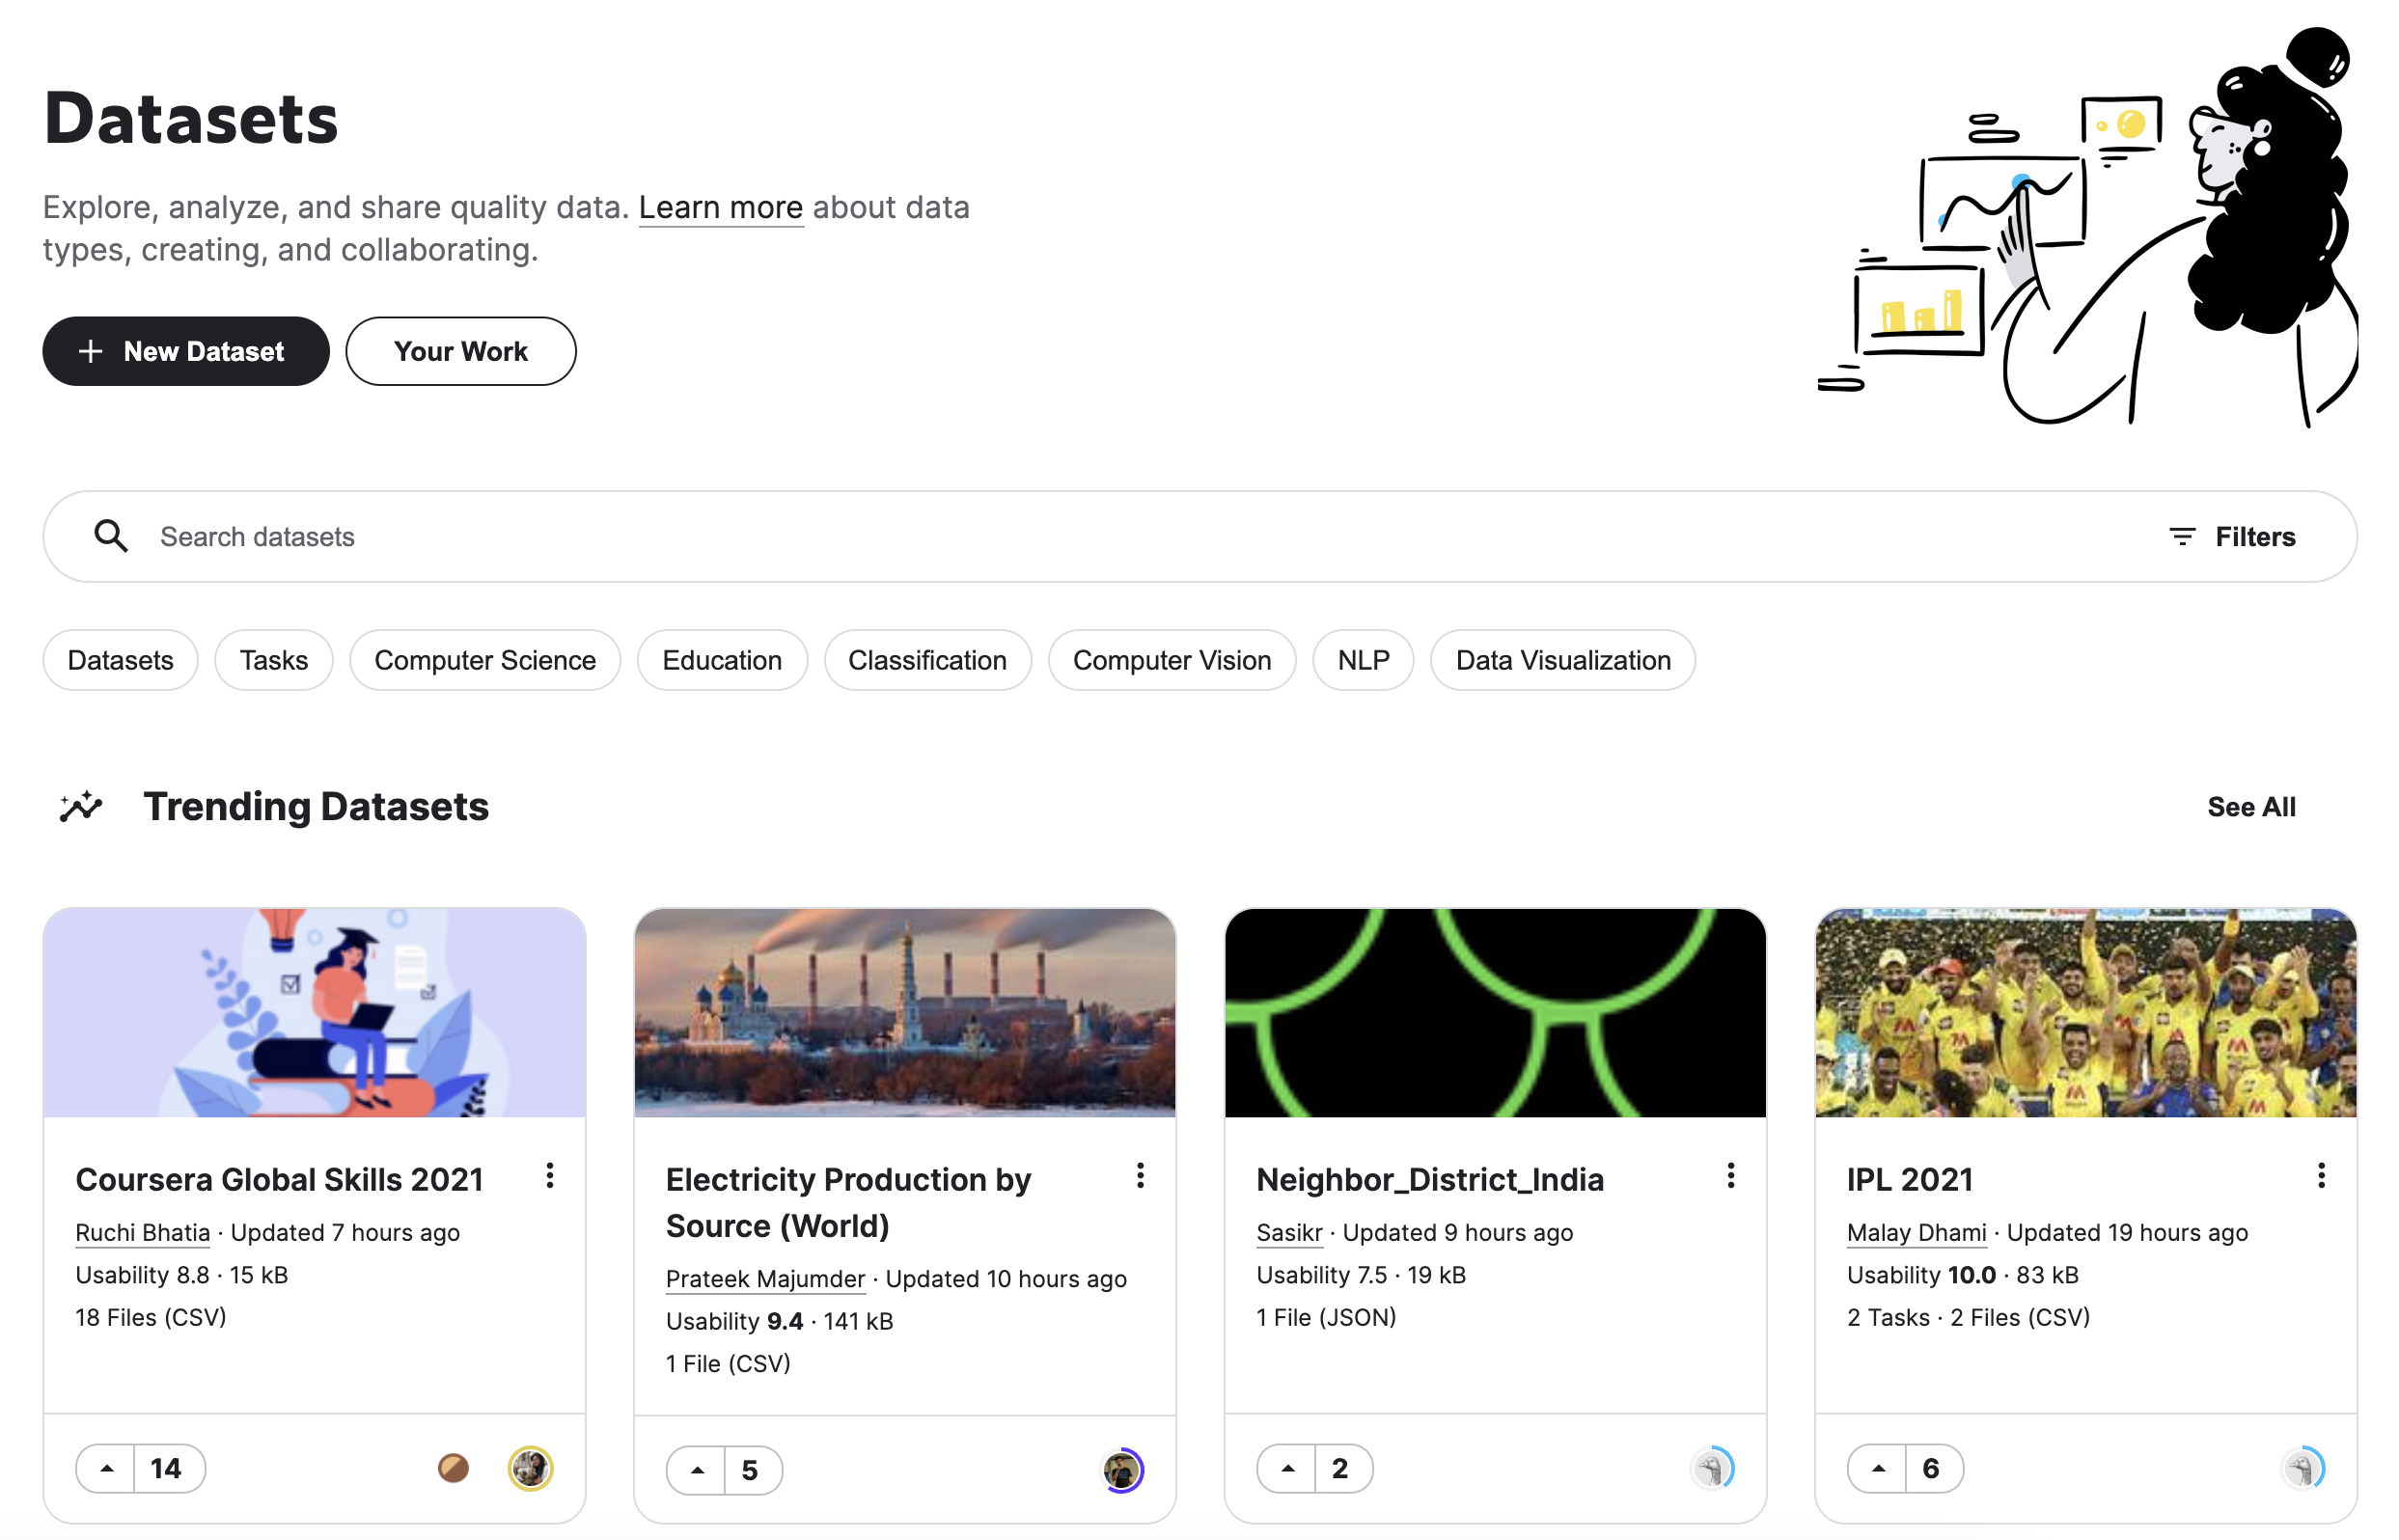 Datasets
Explore, analyze, and share quality data. Learn more about data
types, creating, and collaborating.
+ New Dataset
Your Work
Search datasets
Filters
Datasets
Tasks
Computer Science
Education
Classification
Computer Vision
NLP
Data Visualization
Trending Datasets
See All
Coursera Global Skills 2021
Ruchi Bhatia · Updated 7 hours ago
Usability 8.8 · 15 kB
18 Files (CSV)
14
Electricity Production by
Source (World)
Prateek Majumder · Updated 10 hours ago
Usability 9.4 · 141 kB
1 File (CSV)
5
Neighbor_District_India
Sasikr · Updated 9 hours ago
Usability 7.5 · 19 kB
1 File (JSON)
2
IPL 2021
Malay Dhami · Updated 19 hours ago
Usability 10.0 · 83 kB
2 Tasks · 2 Files (CSV)
6